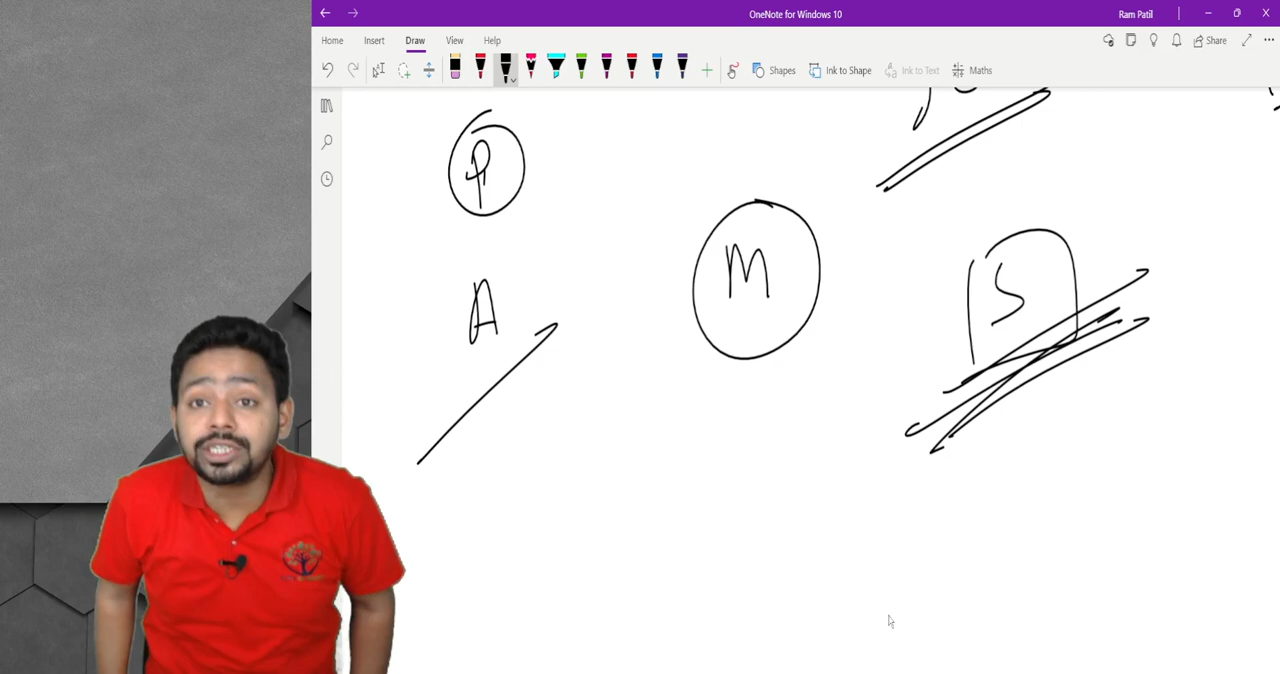 OneNote for Windows 10
Ram Patil
Home Insert Draw View Help
Share
Shapes Ink to Shape Ink to Text Maths
P
M
S
A